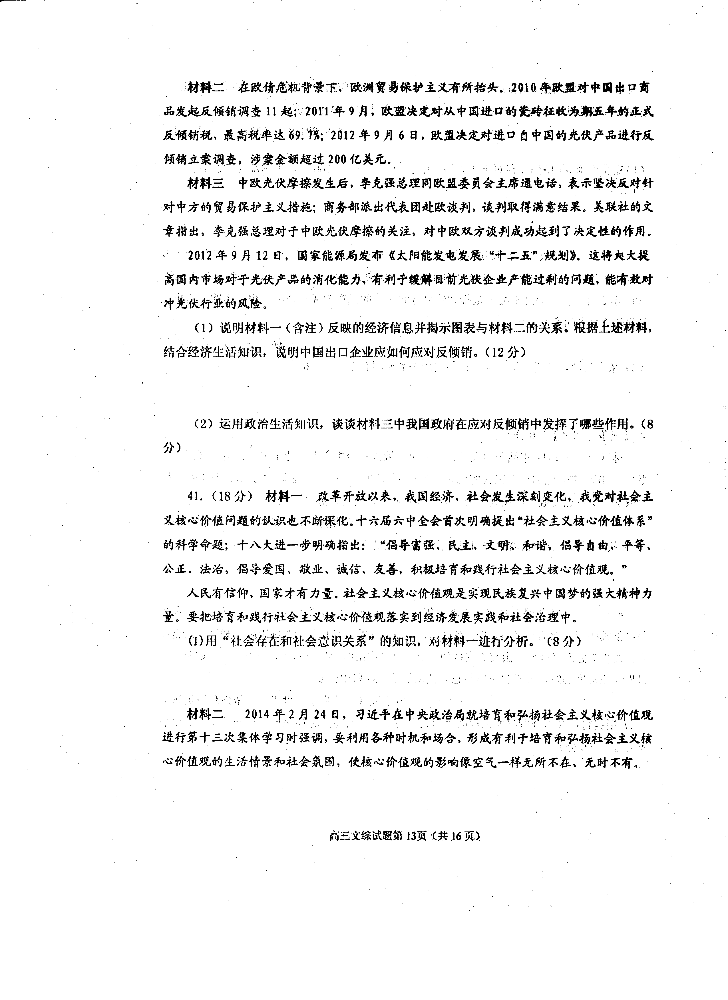 材料二 在欧债危机背景下，欧洲贸易保护主义有所抬头。2010年欧盟对中国出口商
品发起反倾销调查11起；2011年9月，欧盟决定对从中国进口的瓷砖征收为期五年的正式
反倾销税，最高税率达69.7%；2012年9月6日，欧盟决定对进口自中国的光伏产品进行反
倾销立案调查，涉案金额超过200亿美元。
材料三 中欧光伏摩擦发生后，李克强总理同欧盟委员会主席通电话，表示坚决反对针
对中方的贸易保护主义措施；商务部派出代表团赴欧谈判，谈判取得满意结果。美联社的文
章指出，李克强总理对于中欧光伏摩擦的关注，对中欧双方谈判成功起到了决定性的作用。
2012年9月12日，国家能源局发布《太阳能发电发展“十二五”规划》。这将大大提
高国内市场对于光伏产品的消化能力，有利于缓解目前光伏企业产能过剩的问题，能有效对
冲光伏行业的风险。
（1）说明材料一（含注）反映的经济信息并揭示图表与材料二的关系。根据上述材料，
结合经济生活知识，说明中国出口企业应如何应对反倾销。（12分）
（2）运用政治生活知识，谈谈材料三中我国政府在应对反倾销中发挥了哪些作用。（8
分）
41.（18分） 材料一 改革开放以来，我国经济、社会发生深刻变化，我党对社会主
义核心价值问题的认识也不断深化。十六届六中全会首次明确提出“社会主义核心价值体系”
的科学命题；十八大进一步明确指出：“倡导富强、民主、文明、和谐，倡导自由、平等、
公正、法治，倡导爱国、敬业、诚信、友善，积极培育和践行社会主义核心价值观。”
人民有信仰，国家才有力量。社会主义核心价值观是实现民族复兴中国梦的强大精神力
量。要把培育和践行社会主义核心价值观落实到经济发展实践和社会治理中。
(1)用“社会存在和社会意识关系”的知识，对材料一进行分析。（8分）
材料二 2014年2月24日，习近平在中央政治局就培育和弘扬社会主义核心价值观
进行第十三次集体学习时强调，要利用各种时机和场合，形成有利于培育和弘扬社会主义核
心价值观的生活情景和社会氛围，使核心价值观的影响像空气一样无所不在、无时不有。
高三文综试题第13页（共16页）